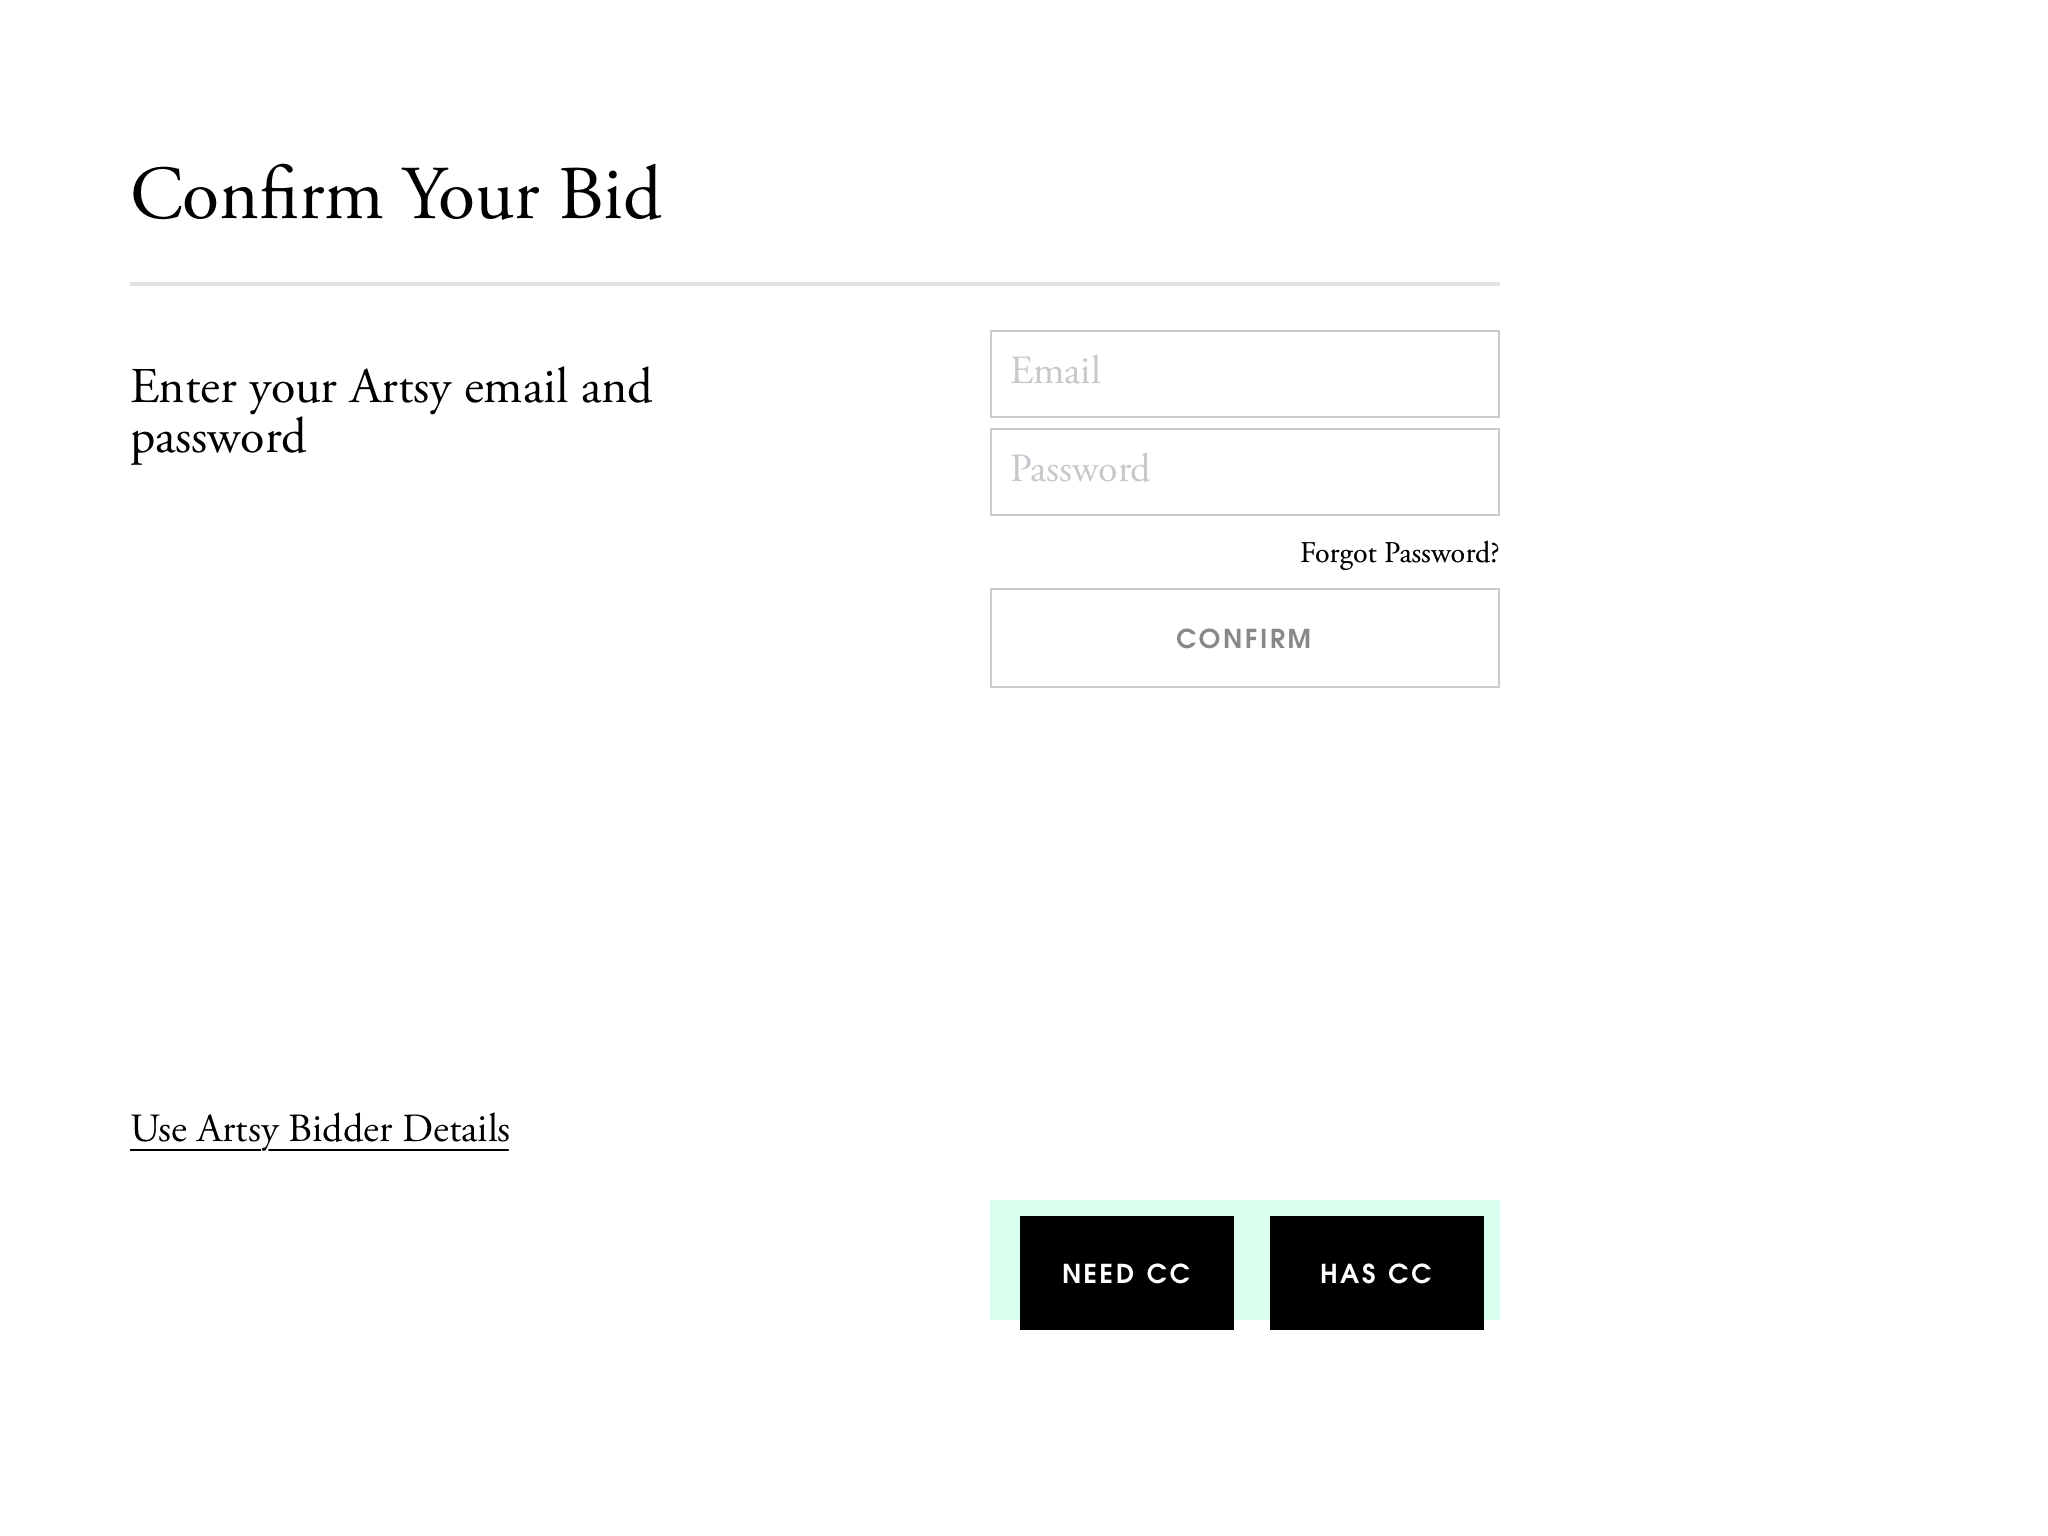 Confirm Your Bid
Enter your Artsy email and
password
Email
Password
Forgot Password?
CONFIRM
Use Artsy Bidder Details
NEED CC
HAS CC